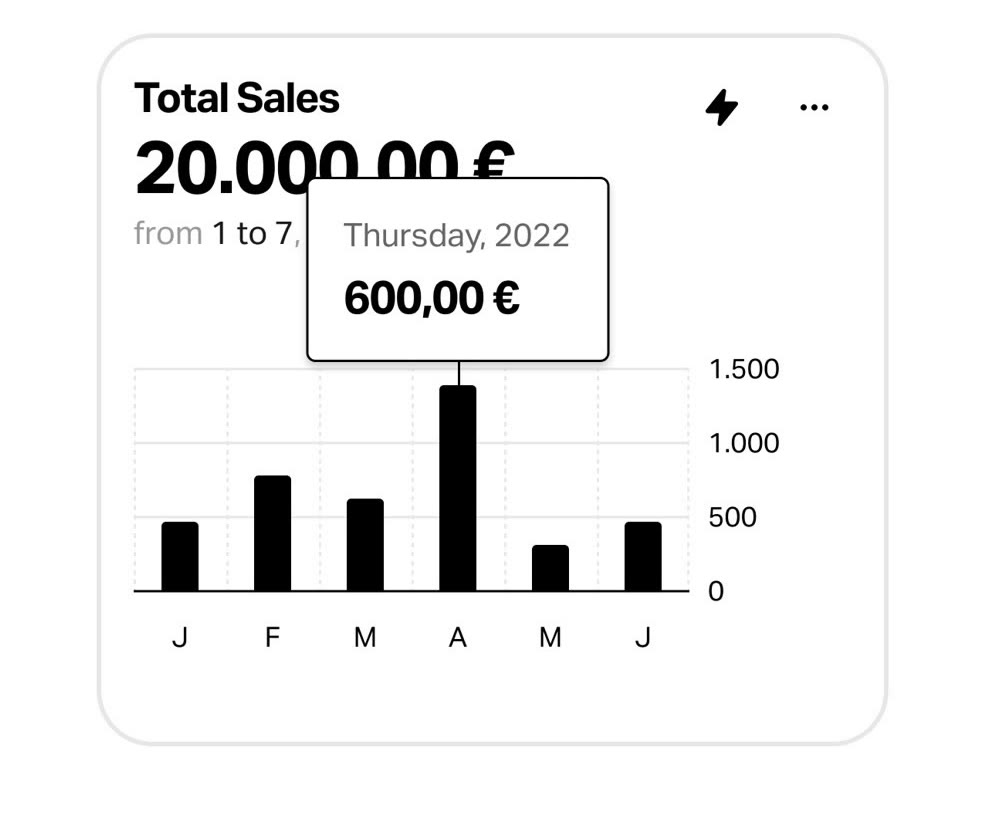 Total Sales
20.000,00 €
from 1 to 7,
Thursday, 2022
600,00 €
1.500
1.000
500
0
J F M A M J